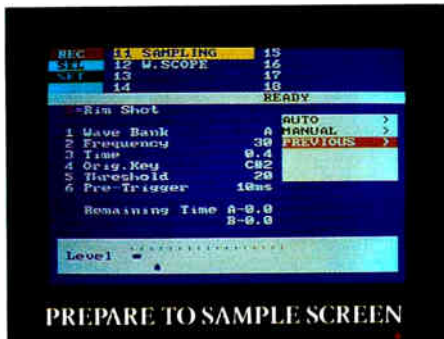 REC 11 SAMPLING 15
SEL 12 W.SCOPE 16
SET 13 17
14 18
READY
=Rim Shot
AUTO >
1 Wave Bank A MANUAL >
2 Frequency 30 PREVIOUS >
3 Time 0.4
4 Orig.Key C#2
5 Threshold 20
6 Pre-Trigger 10ms
Remaining Time A-0.0
B-0.0
Level
PREPARE TO SAMPLE SCREEN